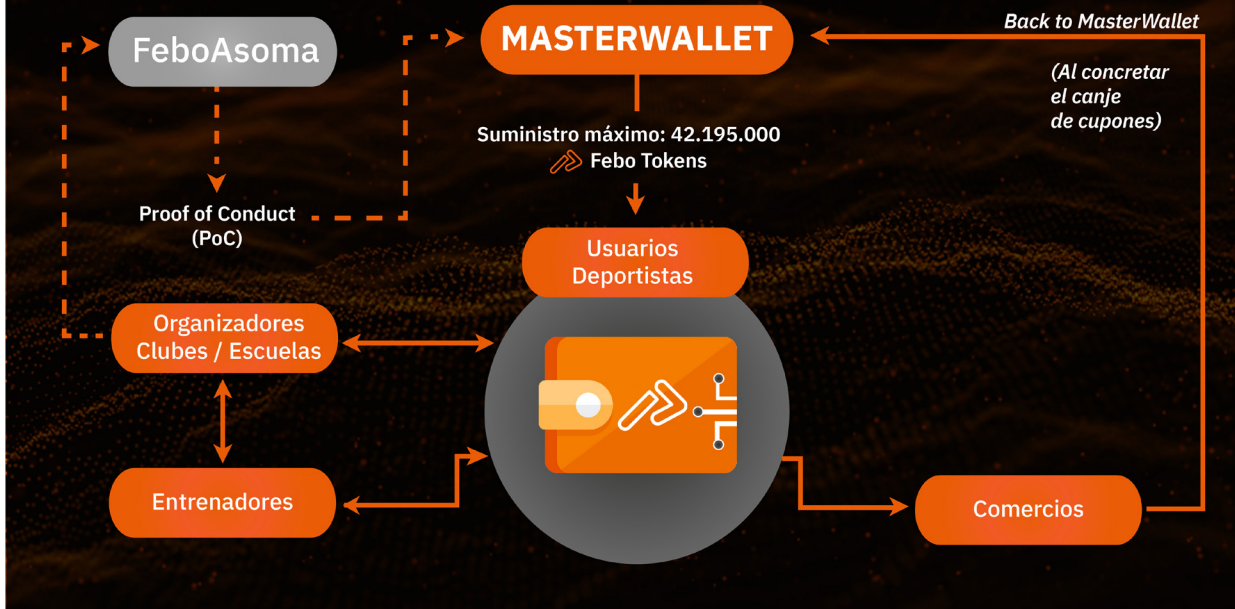 FeboAsoma
MASTERWALLET
Back to MasterWallet
(Al concretar
el canje
de cupones)
Suministro máximo: 42.195.000
Febo Tokens
Proof of Conduct
(PoC)
Usuarios
Deportistas
Organizadores
Clubes / Escuelas
Entrenadores
Comercios